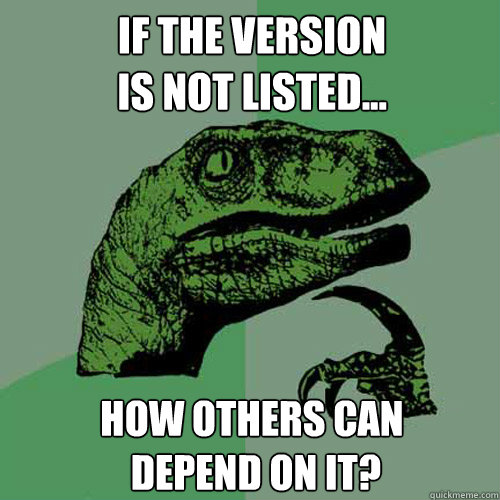 IF THE VERSION
IS NOT LISTED...
HOW OTHERS CAN
DEPEND ON IT?
quickmeme.com